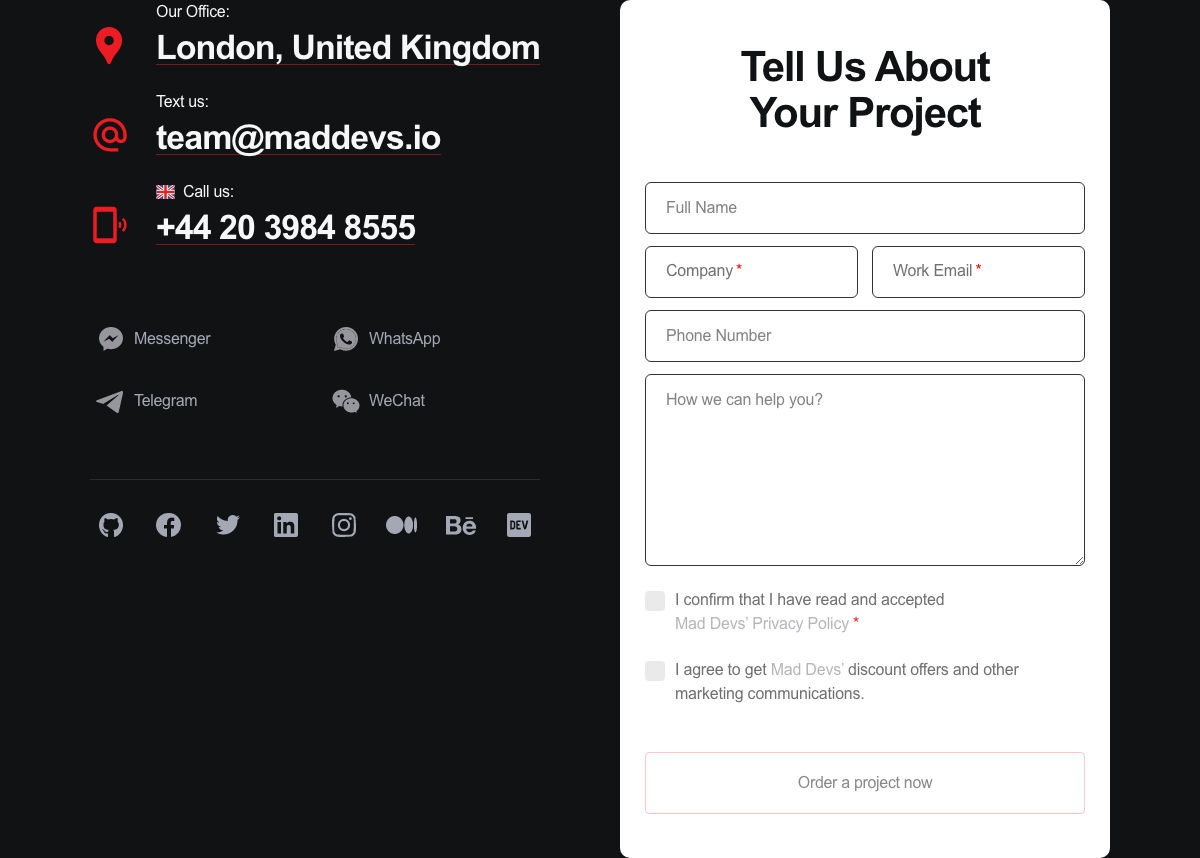 Our Office:
London, United Kingdom
Text us:
team@maddevs.io
Call us:
+44 20 3984 8555
Messenger
WhatsApp
Telegram
WeChat
in
Bē
DEV
Tell Us About
Your Project
Full Name
Company *
Work Email *
Phone Number
How we can help you?
I confirm that I have read and accepted
Mad Devs’ Privacy Policy *
I agree to get Mad Devs’ discount offers and other
marketing communications.
Order a project now